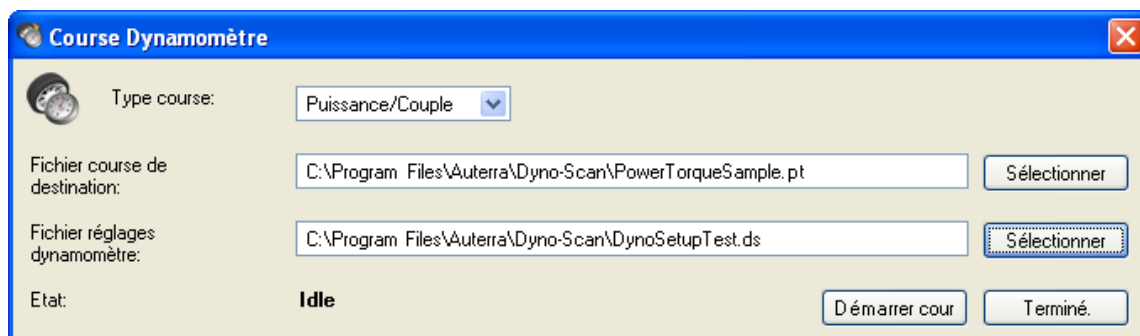 Course Dynamomètre
Type course:
Puissance/Couple
Fichier course de
destination:
C:\Program Files\Auterra\Dyno-Scan\PowerTorqueSample.pt
Sélectionner
Fichier réglages
dynamomètre:
C:\Program Files\Auterra\Dyno-Scan\DynoSetupTest.ds
Sélectionner
Etat:
Idle
Démarrer cour
Terminé.